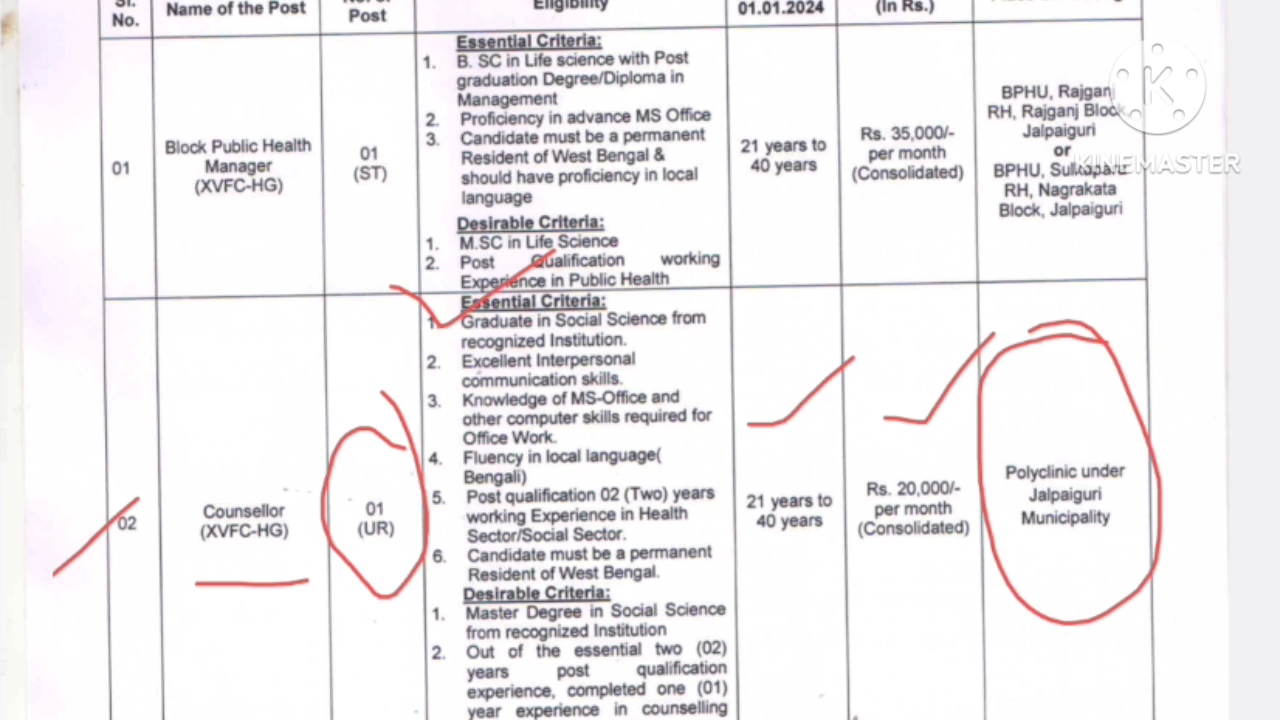 Sl.
No.
Name of the Post
No. of
Post
Eligibility
01.01.2024
(In Rs.)
01
Block Public Health
Manager
(XVFC-HG)
01
(ST)
Essential Criteria:
1. B. SC in Life science with Post
graduation Degree/Diploma in
Management
2. Proficiency in advance MS Office
3. Candidate must be a permanent
Resident of West Bengal &
should have proficiency in local
language
Desirable Criteria:
1. M.SC in Life Science
2. Post Qualification working
Experience in Public Health
21 years to
40 years
Rs. 35,000/-
per month
(Consolidated)
BPHU, Rajganj
RH, Rajganj Block,
Jalpaiguri
or
BPHU, Sulkapara
RH, Nagrakata
Block, Jalpaiguri
K
KINEMASTER
02
Counsellor
(XVFC-HG)
01
(UR)
Essential Criteria:
1. Graduate in Social Science from
recognized Institution.
2. Excellent Interpersonal
communication skills.
3. Knowledge of MS-Office and
other computer skills required for
Office Work.
4. Fluency in local language(
Bengali)
5. Post qualification 02 (Two) years
working Experience in Health
Sector/Social Sector.
6. Candidate must be a permanent
Resident of West Bengal.
Desirable Criteria:
1. Master Degree in Social Science
from recognized Institution
2. Out of the essential two (02)
years post qualification
experience, completed one (01)
year experience in counselling
21 years to
40 years
Rs. 20,000/-
per month
(Consolidated)
Polyclinic under
Jalpaiguri
Municipality